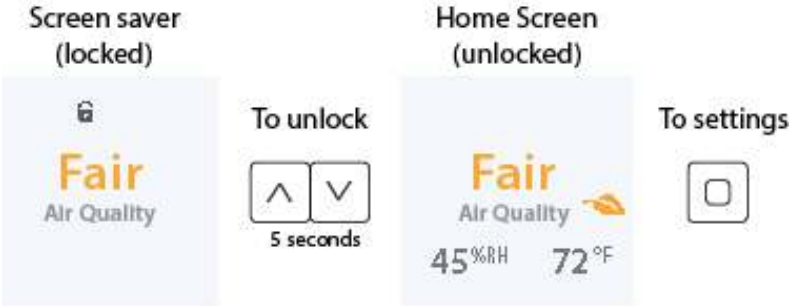 Screen saver
(locked)
Fair
Air Quality
To unlock
5 seconds
Home Screen
(unlocked)
Fair
Air Quality
45%RH 72°F
To settings